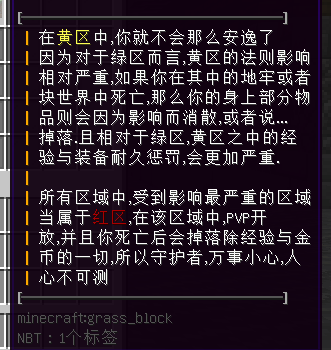 在黄区中,你就不会那么安逸了
因为对于绿区而言,黄区的法则影响
相对严重,如果你在其中的地牢或者
块世界中死亡,那么你的身上部分物
品则会因为影响而消散,或者说...
掉落.且相对于绿区,黄区之中的经
验与装备耐久惩罚,会更加严重.
所有区域中,受到影响最严重的区域
当属于红区,在该区域中,PVP开
放,并且你死亡后会掉落除经验与金
币的一切,所以守护者,万事小心,人
心不可测
minecraftgrass_block
NBT：1个标签